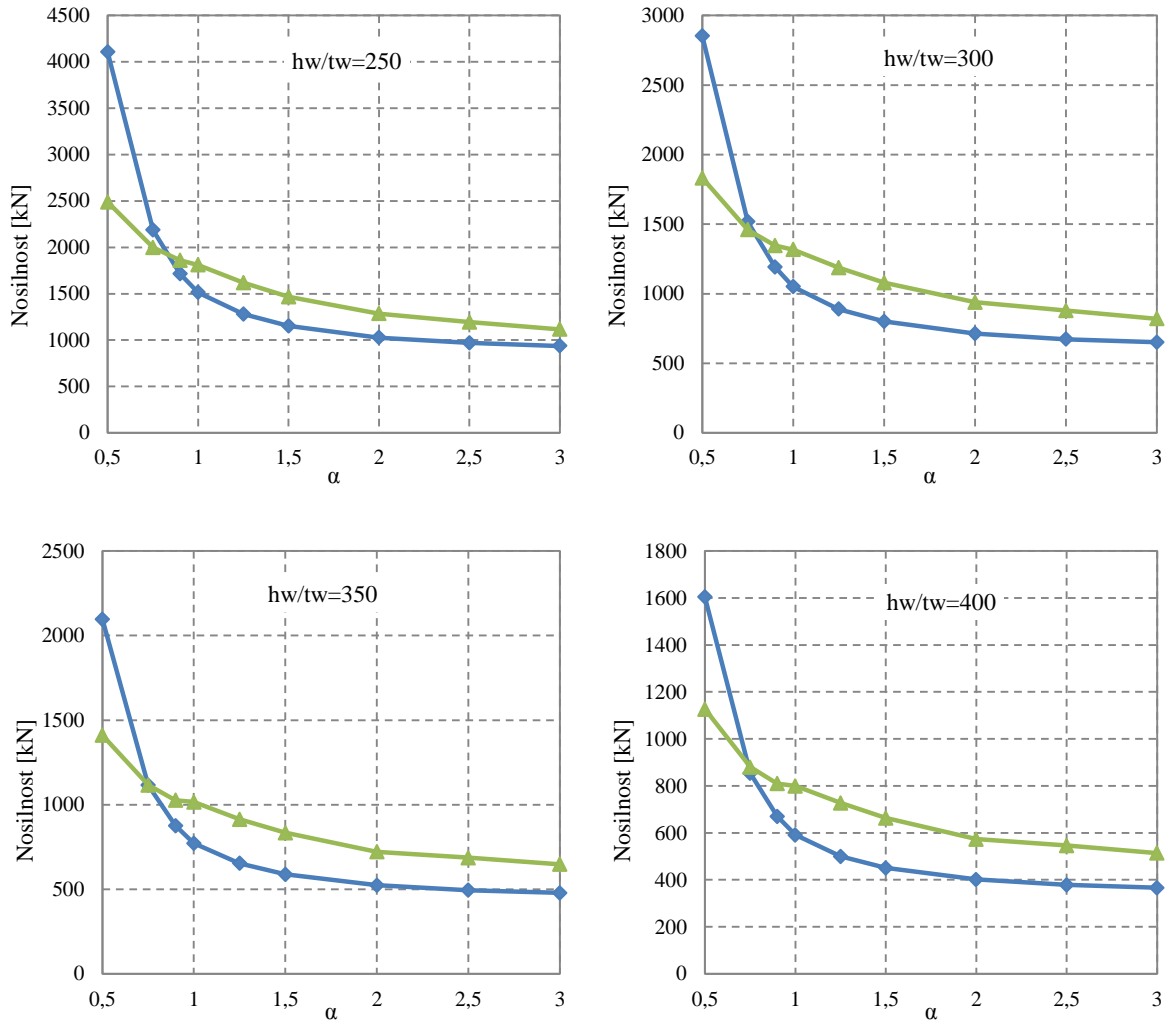 hw/tw=250
Nosilnost [kN]
4500
4000
3500
3000
2500
2000
1500
1000
500
0
0,5 1 1,5 2 2,5 3
α
hw/tw=300
Nosilnost [kN]
3000
2500
2000
1500
1000
500
0
0,5 1 1,5 2 2,5 3
α
hw/tw=350
Nosilnost [kN]
2500
2000
1500
1000
500
0
0,5 1 1,5 2 2,5 3
α
hw/tw=400
Nosilnost [kN]
1800
1600
1400
1200
1000
800
600
400
200
0
0,5 1 1,5 2 2,5 3
α